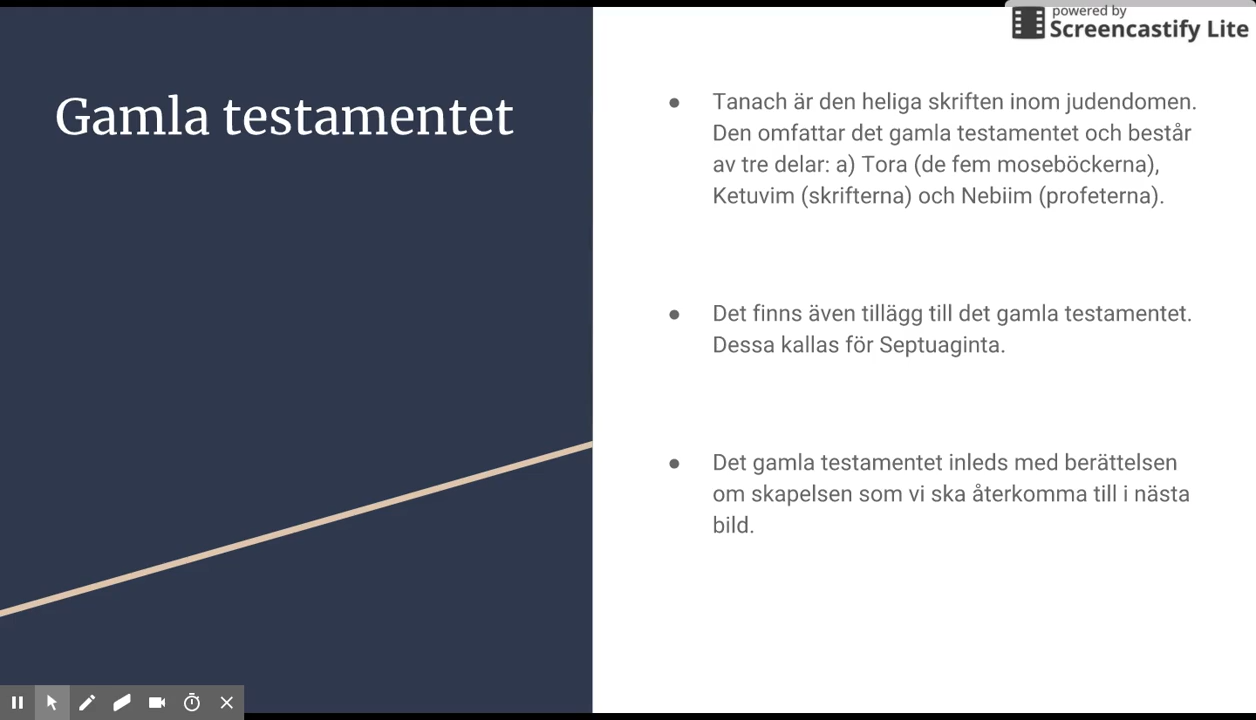 powered by
Screencastify Lite
Gamla testamentet
● Tanach är den heliga skriften inom judendomen.
Den omfattar det gamla testamentet och består
av tre delar: a) Tora (de fem moseböckerna),
Ketuvim (skrifterna) och Nebiim (profeterna).
● Det finns även tillägg till det gamla testamentet.
Dessa kallas för Septuaginta.
● Det gamla testamentet inleds med berättelsen
om skapelsen som vi ska återkomma till i nästa
bild.